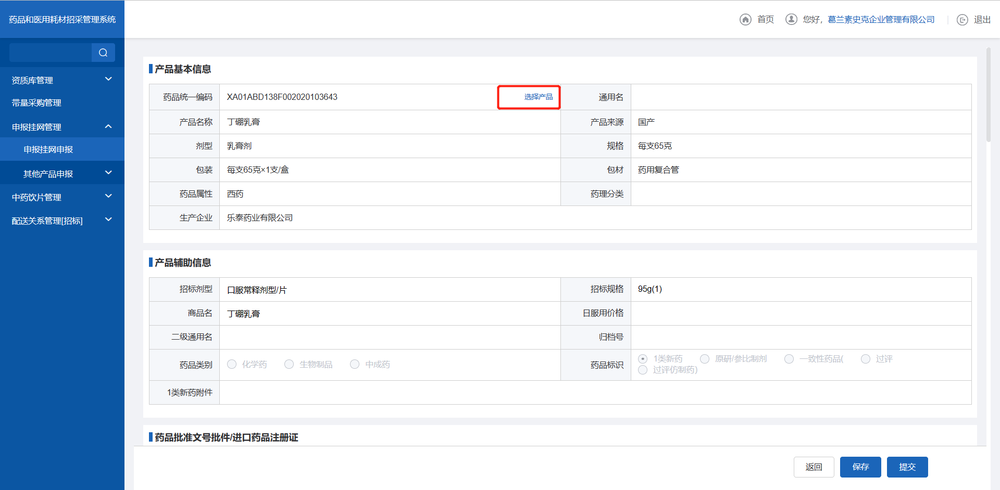 药品和医用耗材招采管理系统
首页 您好，葛兰素史克企业管理有限公司 退出
资质库管理
带量采购管理
申报挂网管理
申报挂网申报
其他产品申报
中药饮片管理
配送关系管理[招标]
产品基本信息
药品统一编码 XA01ABD138F002020103643 选择产品 通用名
产品名称 丁硼乳膏 产品来源 国产
剂型 乳膏剂 规格 每支65克
包装 每支65克×1支/盒 包材 药用复合管
药品属性 西药 药理分类
生产企业 乐泰药业有限公司
产品辅助信息
招标剂型 口服常释剂型/片 招标规格 95g(1)
商品名 丁硼乳膏 日服用价格
二级通用名 归档号
药品类别 化学药 生物制品 中成药 药品标识 1类新药 原研/参比制剂 一致性药品( 过评
过评仿制药)
1类新药附件
药品批准文号批件/进口药品注册证
返回 保存 提交